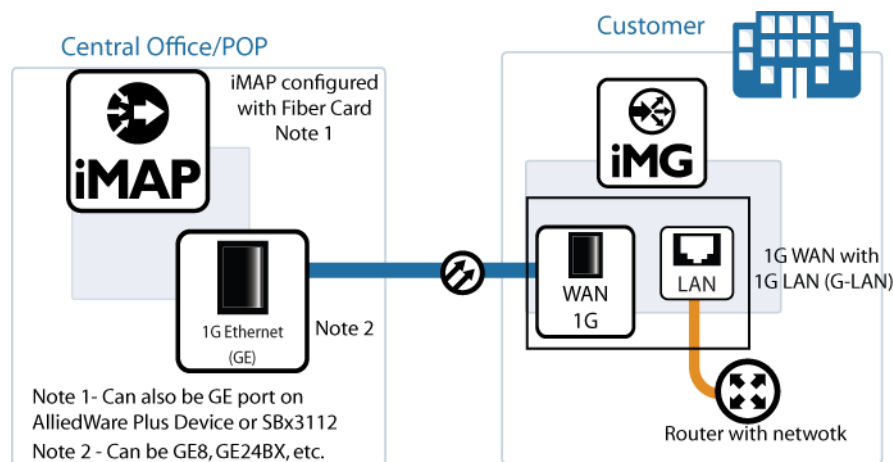 Central Office/POP
iMAP
iMAP configured
with Fiber Card
Note 1
1G Ethernet
(GE)
Note 2
Note 1- Can also be GE port on
AlliedWare Plus Device or SBx3112
Note 2 - Can be GE8, GE24BX, etc.
Customer
iMG
WAN
1G
LAN
1G WAN with
1G LAN (G-LAN)
Router with netwotk